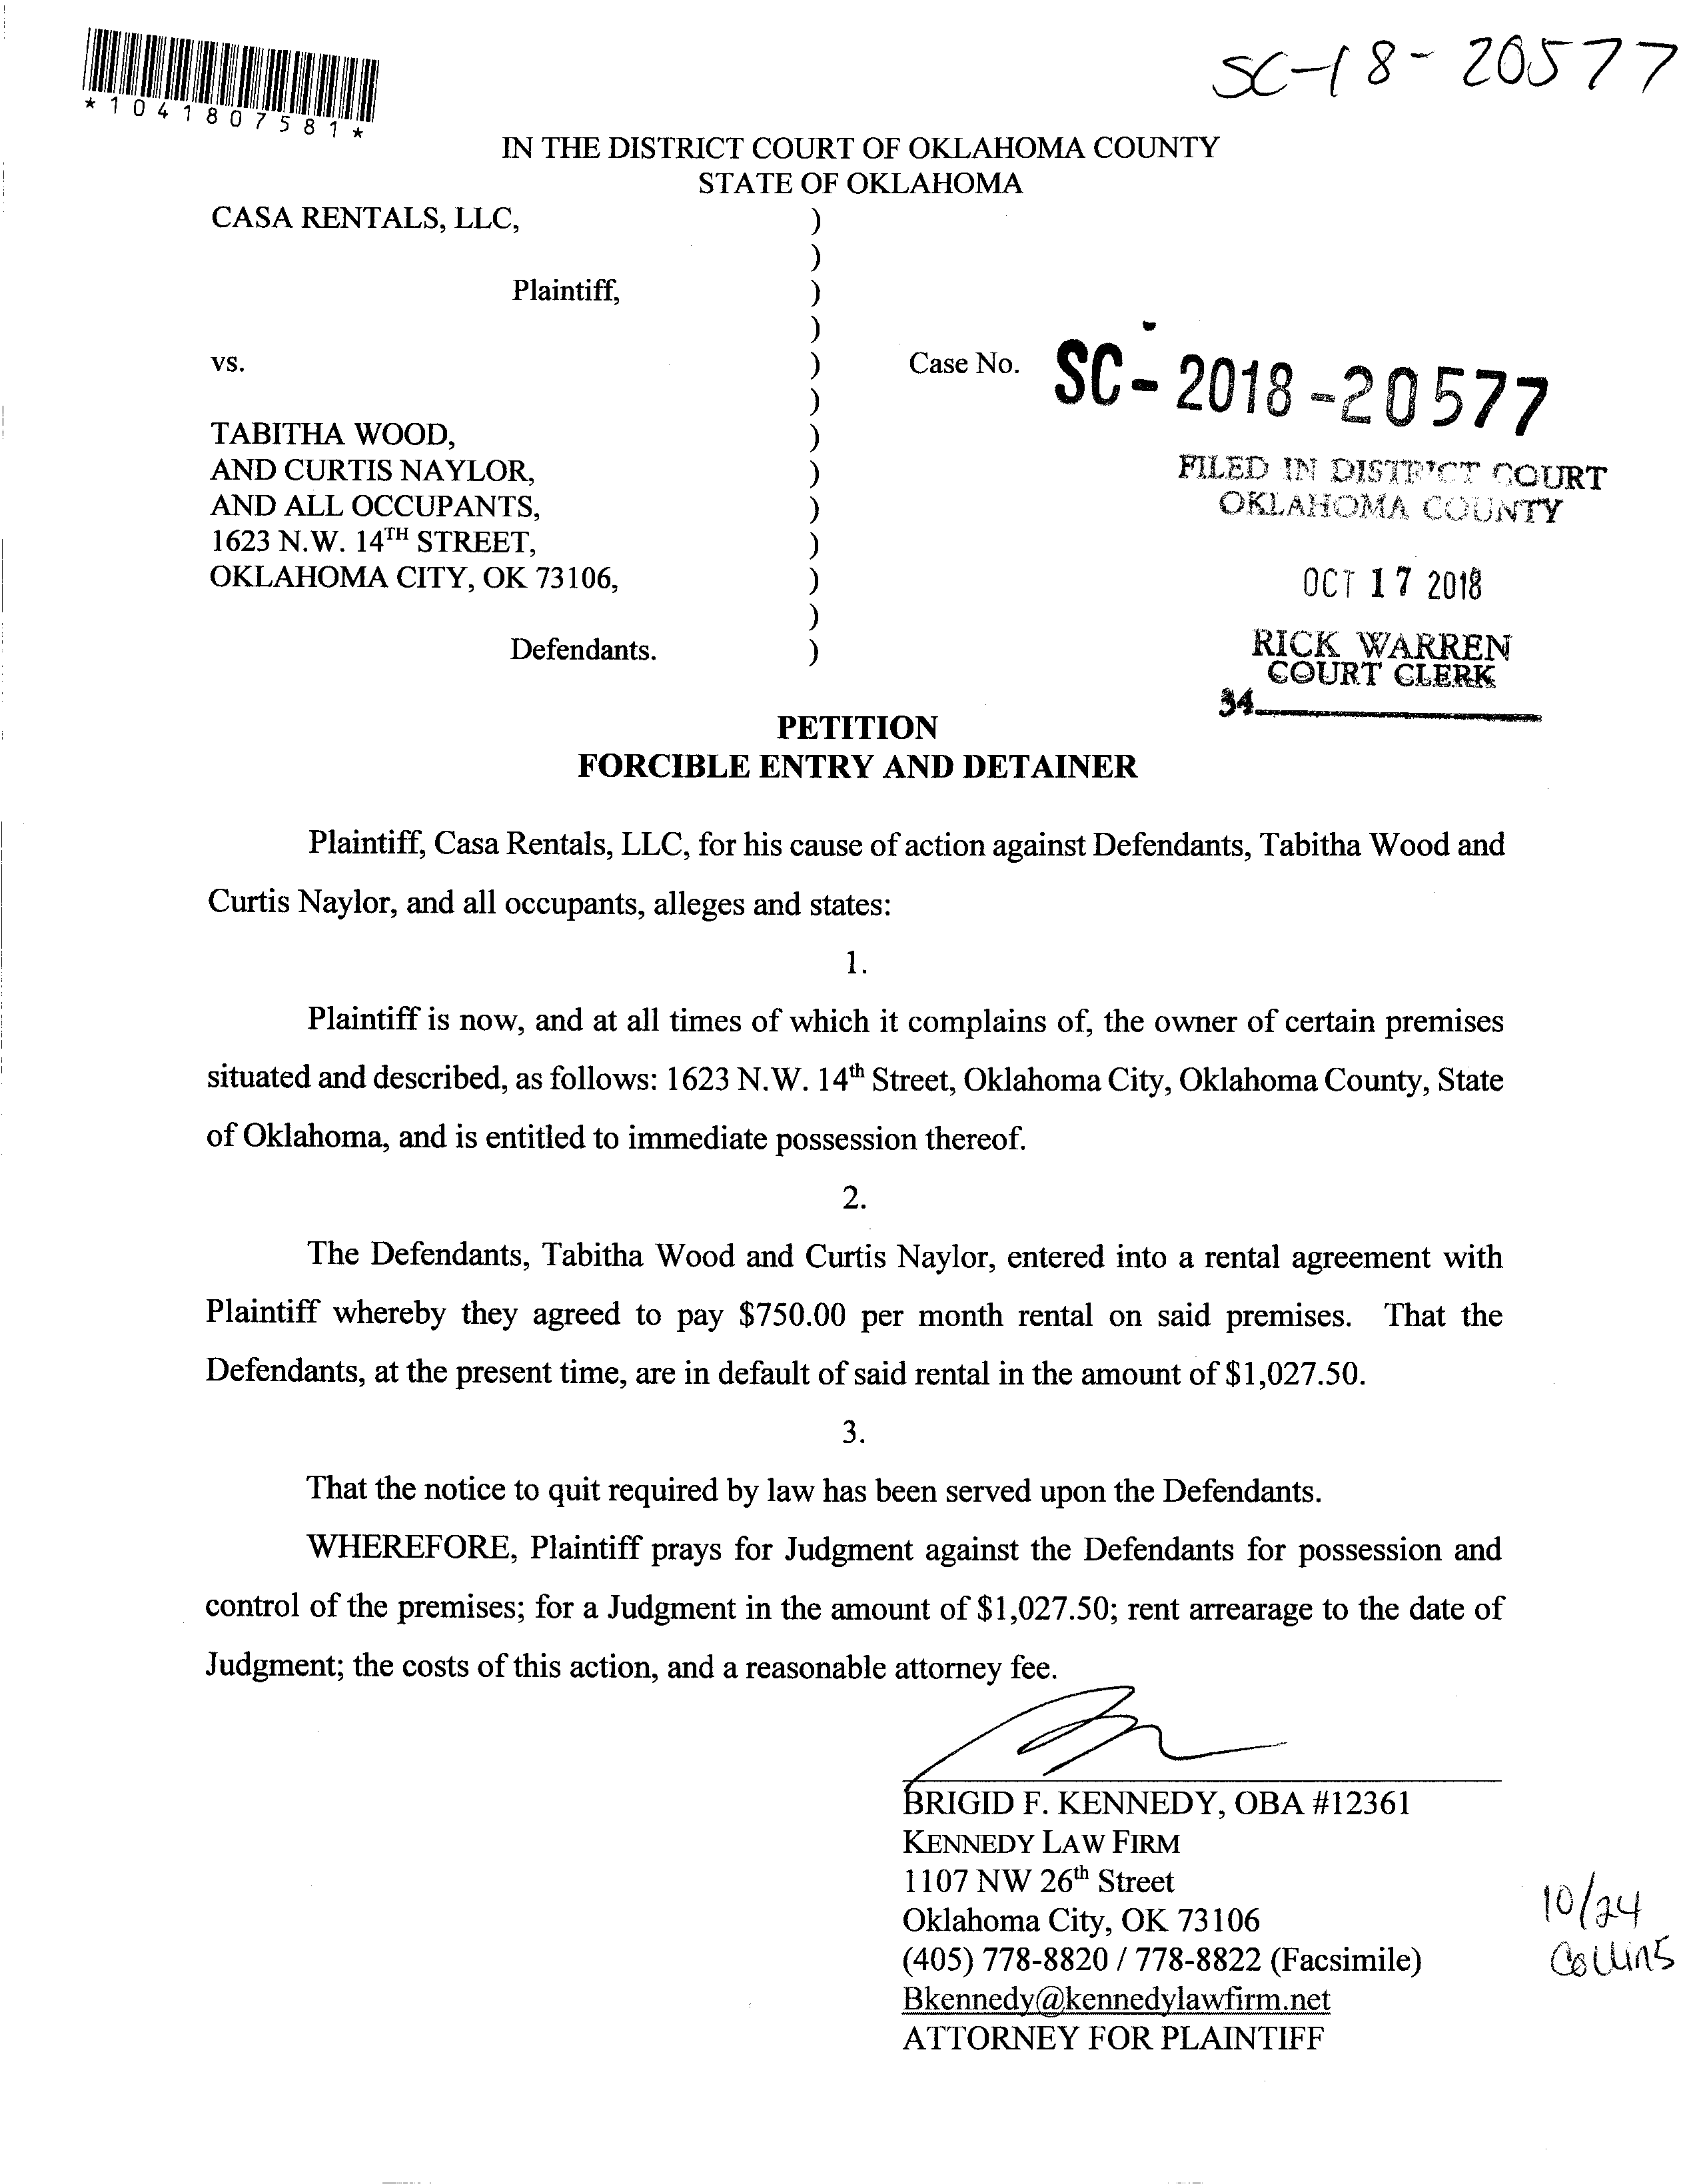 SC-18-20577
*1041807581*
IN THE DISTRICT COURT OF OKLAHOMA COUNTY
STATE OF OKLAHOMA
CASA RENTALS, LLC, )
)
Plaintiff, )
)
vs. ) Case No. SC-2018-20577
)
TABITHA WOOD, )
AND CURTIS NAYLOR, )
AND ALL OCCUPANTS, )
1623 N.W. 14TH STREET, )
OKLAHOMA CITY, OK 73106, )
)
Defendants. )
FILED IN DISTRICT COURT
OKLAHOMA COUNTY
OCT 17 2018
RICK WARREN
COURT CLERK
34
PETITION
FORCIBLE ENTRY AND DETAINER
Plaintiff, Casa Rentals, LLC, for his cause of action against Defendants, Tabitha Wood and
Curtis Naylor, and all occupants, alleges and states:
1.
Plaintiff is now, and at all times of which it complains of, the owner of certain premises
situated and described, as follows: 1623 N.W. 14th Street, Oklahoma City, Oklahoma County, State
of Oklahoma, and is entitled to immediate possession thereof.
2.
The Defendants, Tabitha Wood and Curtis Naylor, entered into a rental agreement with
Plaintiff whereby they agreed to pay $750.00 per month rental on said premises. That the
Defendants, at the present time, are in default of said rental in the amount of $1,027.50.
3.
That the notice to quit required by law has been served upon the Defendants.
WHEREFORE, Plaintiff prays for Judgment against the Defendants for possession and
control of the premises; for a Judgment in the amount of $1,027.50; rent arrearage to the date of
Judgment; the costs of this action, and a reasonable attorney fee.
BRIGID F. KENNEDY, OBA #12361
KENNEDY LAW FIRM
1107 NW 26th Street
Oklahoma City, OK 73106
(405) 778-8820 / 778-8822 (Facsimile)
Bkennedy@kennedylawfirm.net
ATTORNEY FOR PLAINTIFF
10/24
Collins